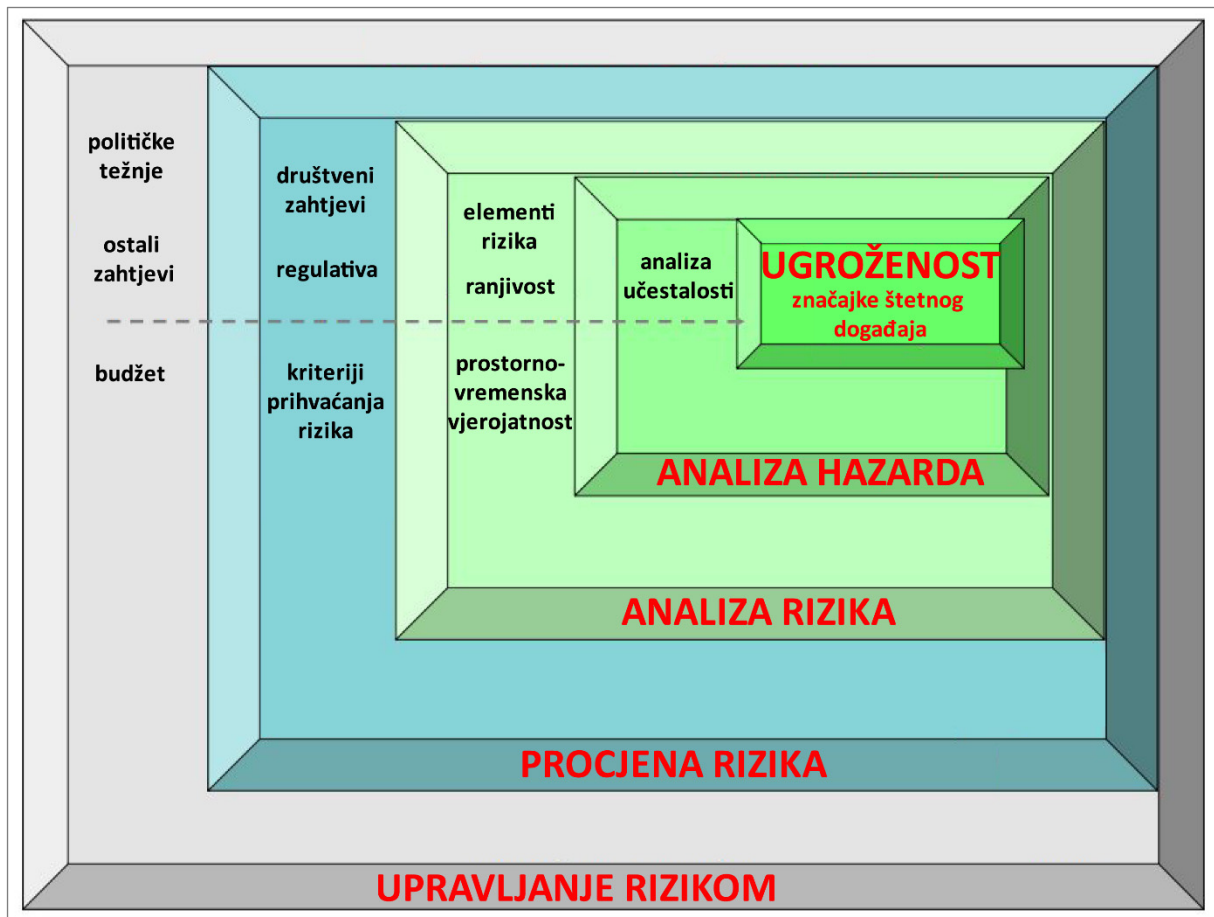 političke
težnje
ostali
zahtjevi
budžet
društveni
zahtjevi
regulativa
kriteriji
prihvaćanja
rizika
elementi
rizika
ranjivost
prostorno-
vremenska
vjerojatnost
analiza
učestalosti
UGROŽENOST
značajke štetnog
događaja
ANALIZA HAZARDA
ANALIZA RIZIKA
PROCJENA RIZIKA
UPRAVLJANJE RIZIKOM